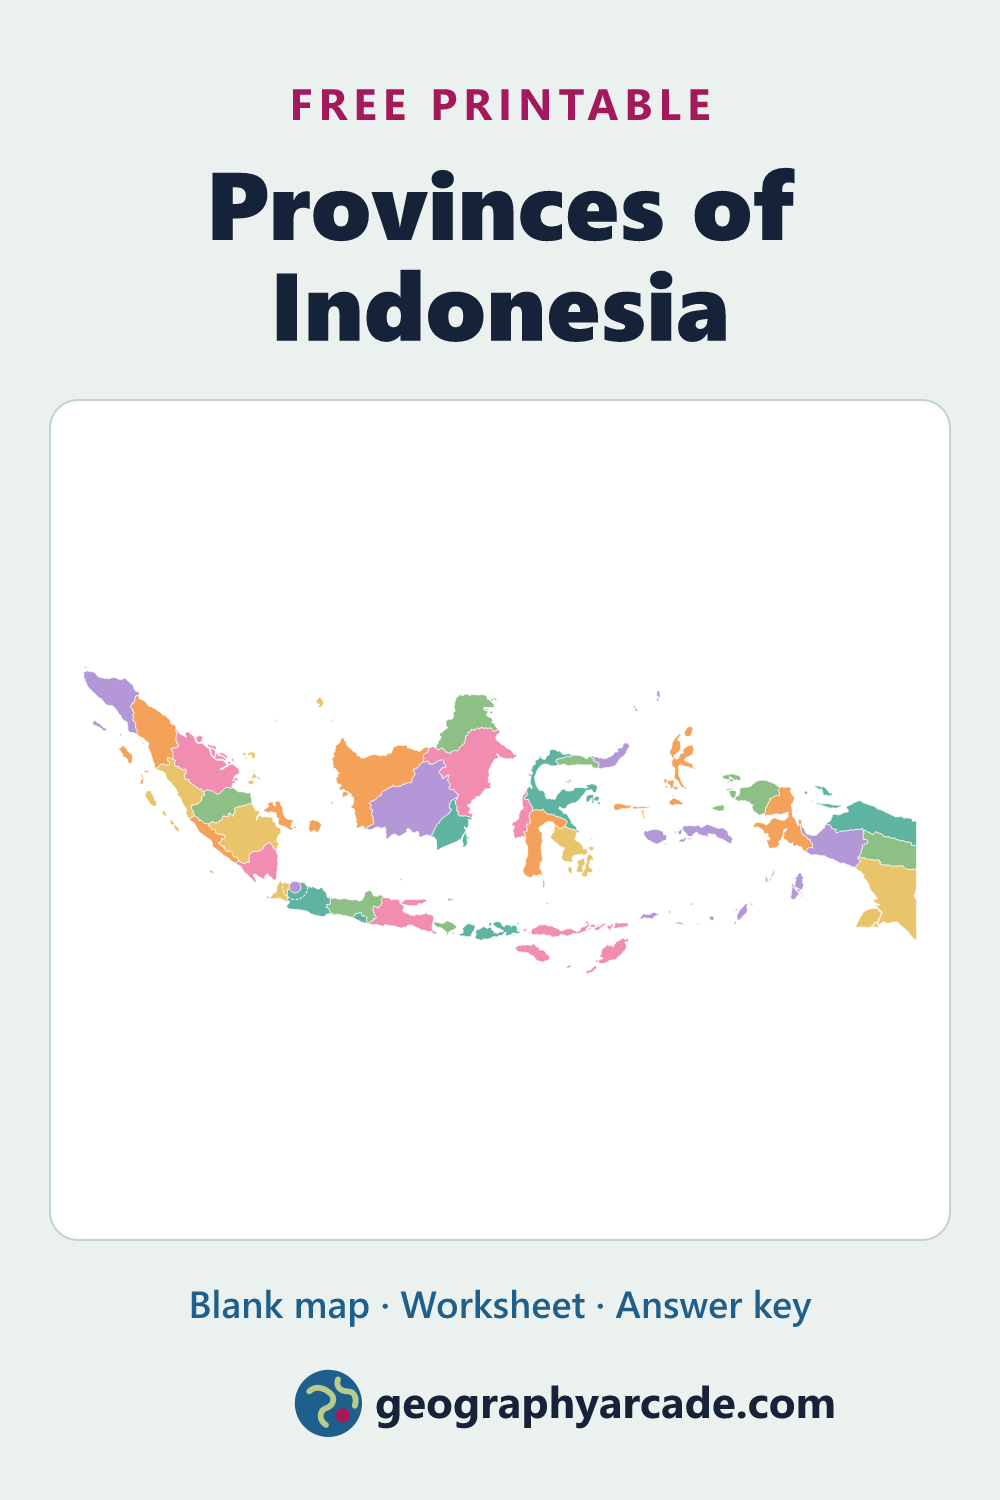 FREE PRINTABLE
Provinces of
Indonesia
Blank map · Worksheet · Answer key
geographyarcade.com